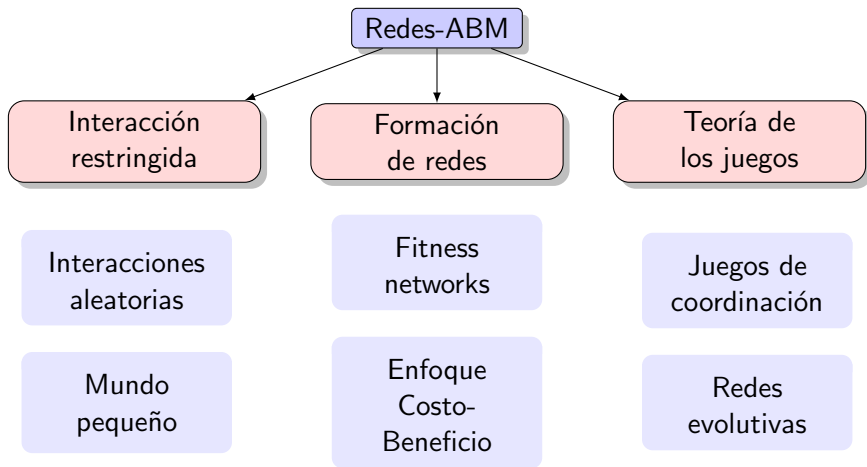 Redes-ABM
Interacción
restringida
Formación
de redes
Teoría de
los juegos
Interacciones
aleatorias
Fitness
networks
Juegos de
coordinación
Mundo
pequeño
Enfoque
Costo-
Beneficio
Redes
evolutivas